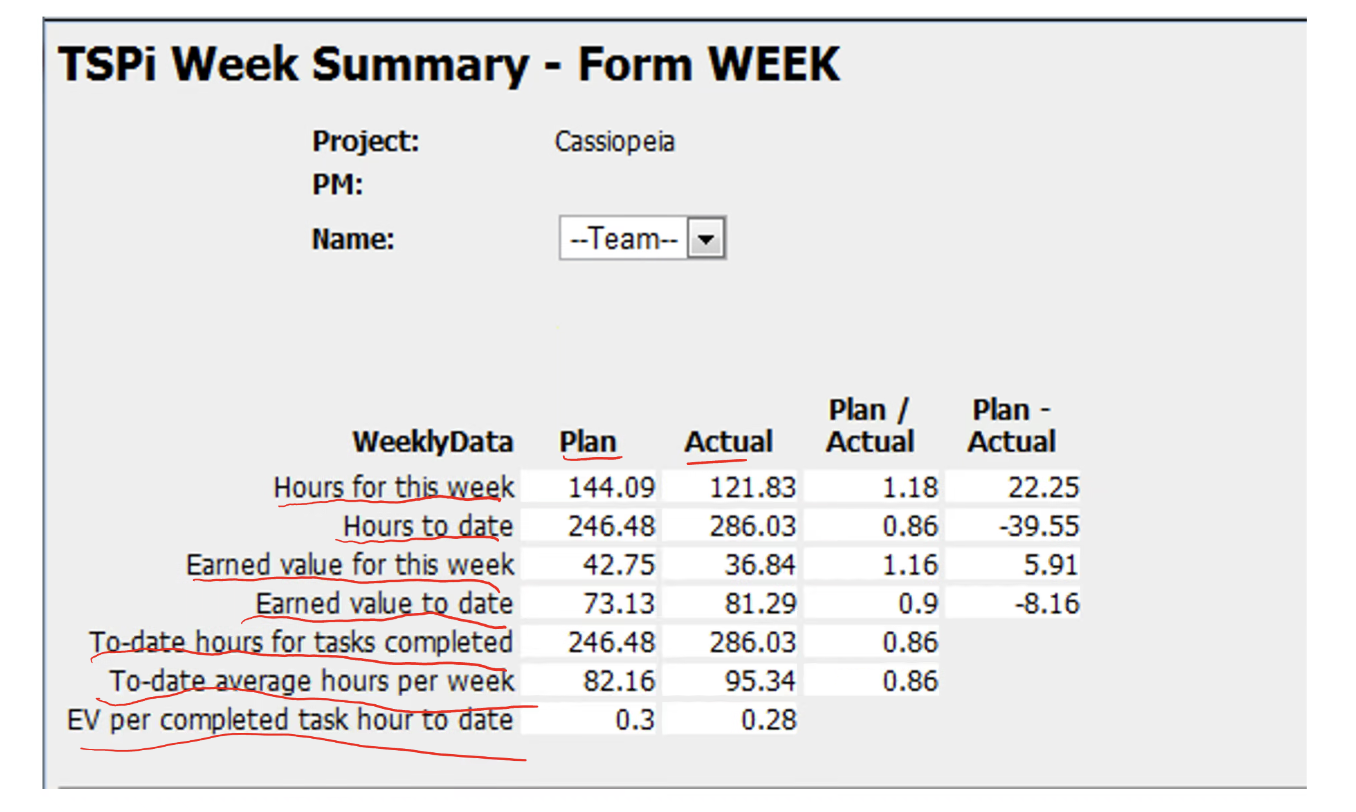 TSPi Week Summary - Form WEEK
Project: Cassiopeia
PM:
Name: --Team--
WeeklyData Plan Actual Plan / Actual Plan - Actual
Hours for this week 144.09 121.83 1.18 22.25
Hours to date 246.48 286.03 0.86 -39.55
Earned value for this week 42.75 36.84 1.16 5.91
Earned value to date 73.13 81.29 0.9 -8.16
To-date hours for tasks completed 246.48 286.03 0.86
To-date average hours per week 82.16 95.34 0.86
EV per completed task hour to date 0.3 0.28